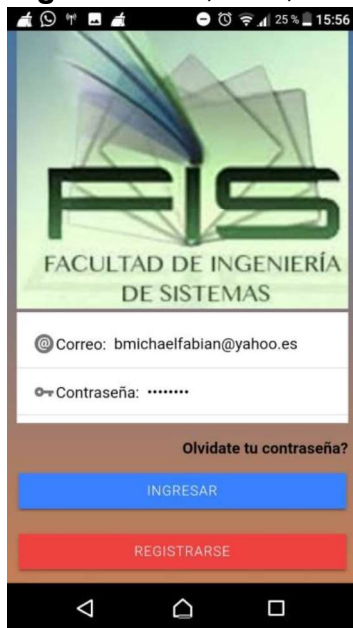 25 % 15:56
FIS
FACULTAD DE INGENIERÍA
DE SISTEMAS
Correo: bmichaelfabian@yahoo.es
Contraseña: ••••••••
Olvidate tu contraseña?
INGRESAR
REGISTRARSE